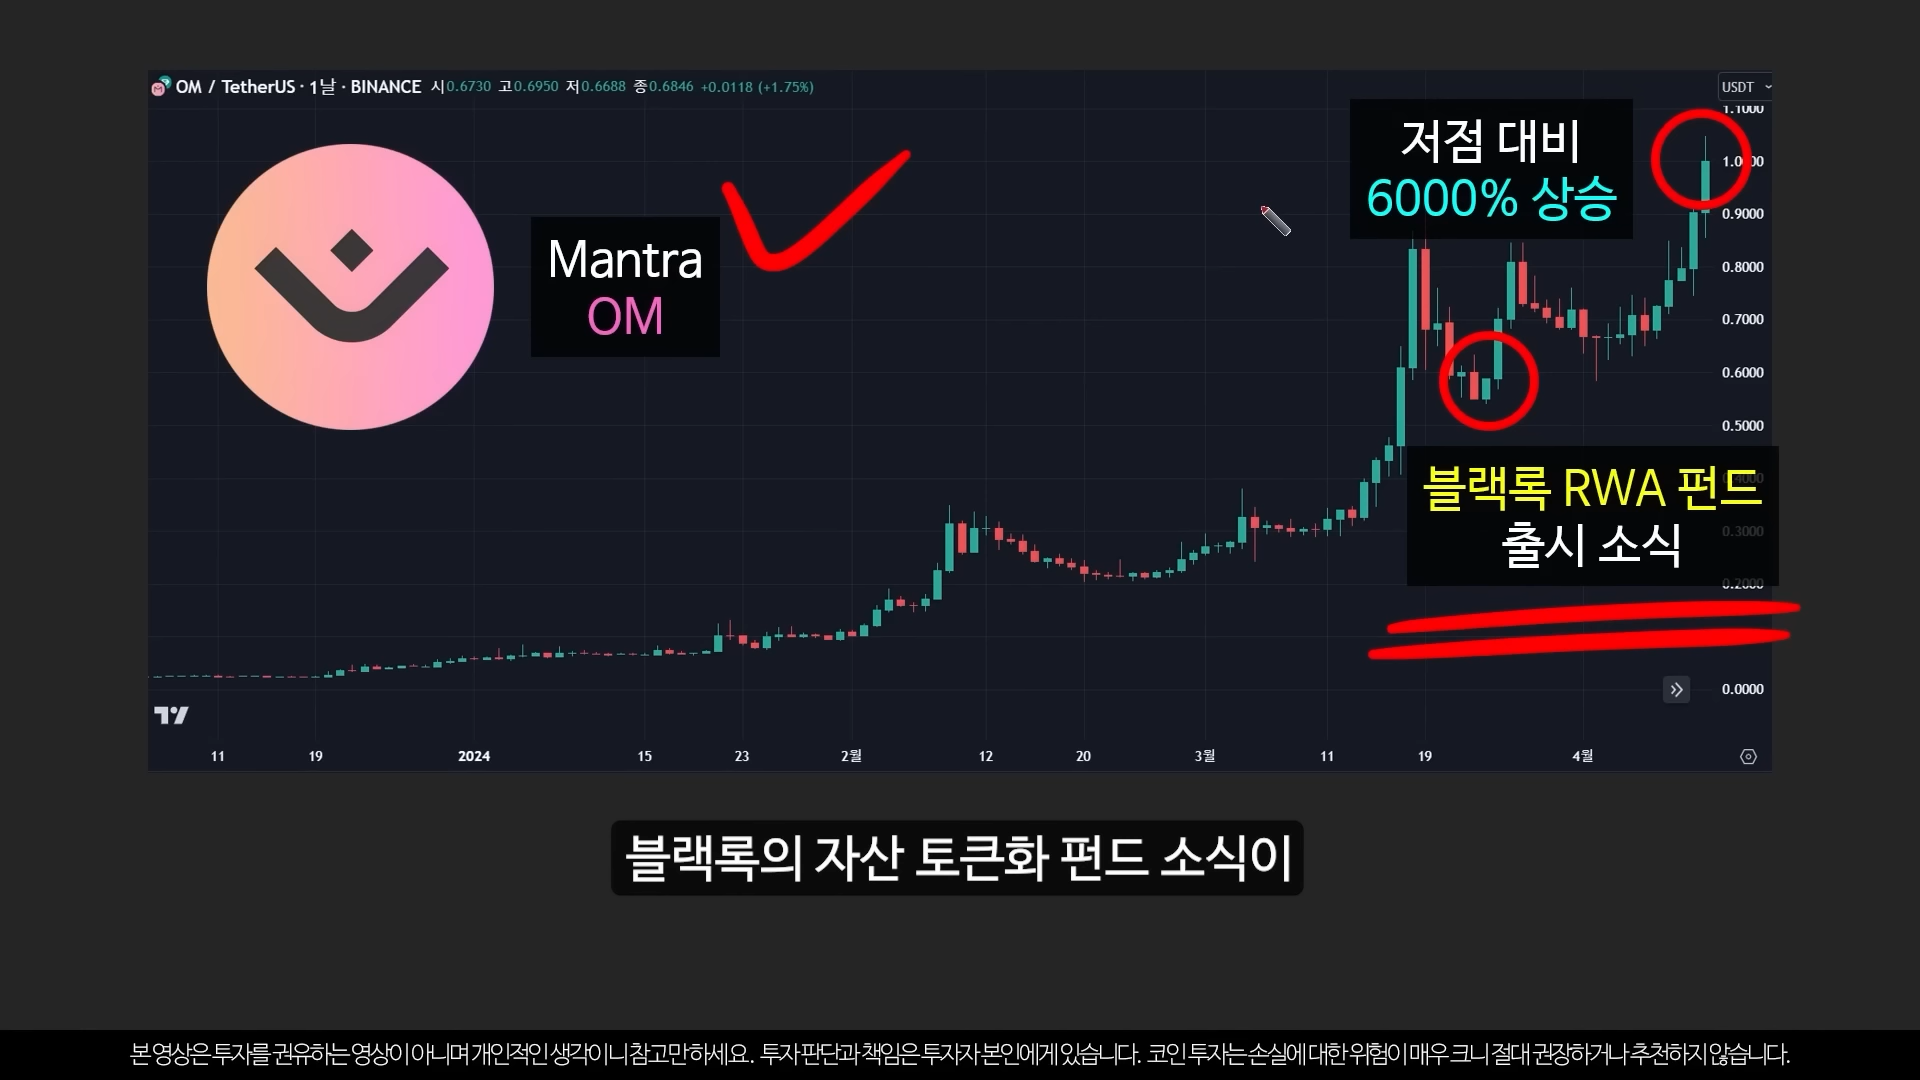 OM / TetherUS · 1날 · BINANCE 시0.6730 고0.6950 저0.6688 종0.6846 +0.0118 (+1.75%)
USDT
저점 대비
6000% 상승
Mantra
OM
블랙록 RWA 펀드
출시 소식
1.1000
1.0000
0.9000
0.8000
0.7000
0.6000
0.5000
0.4000
0.3000
0.2000
0.0000
11 19 2024 15 23 2월 12 20 3월 11 19 4월
블랙록의 자산 토큰화 펀드 소식이
본 영상은 투자를 권유하는 영상이 아니며 개인적인 생각이니 참고만 하세요. 투자 판단과 책임은 투자자 본인에게 있습니다. 코인 투자는 손실에 대한 위험이 매우 크니 절대 권장하거나 추천하지 않습니다.